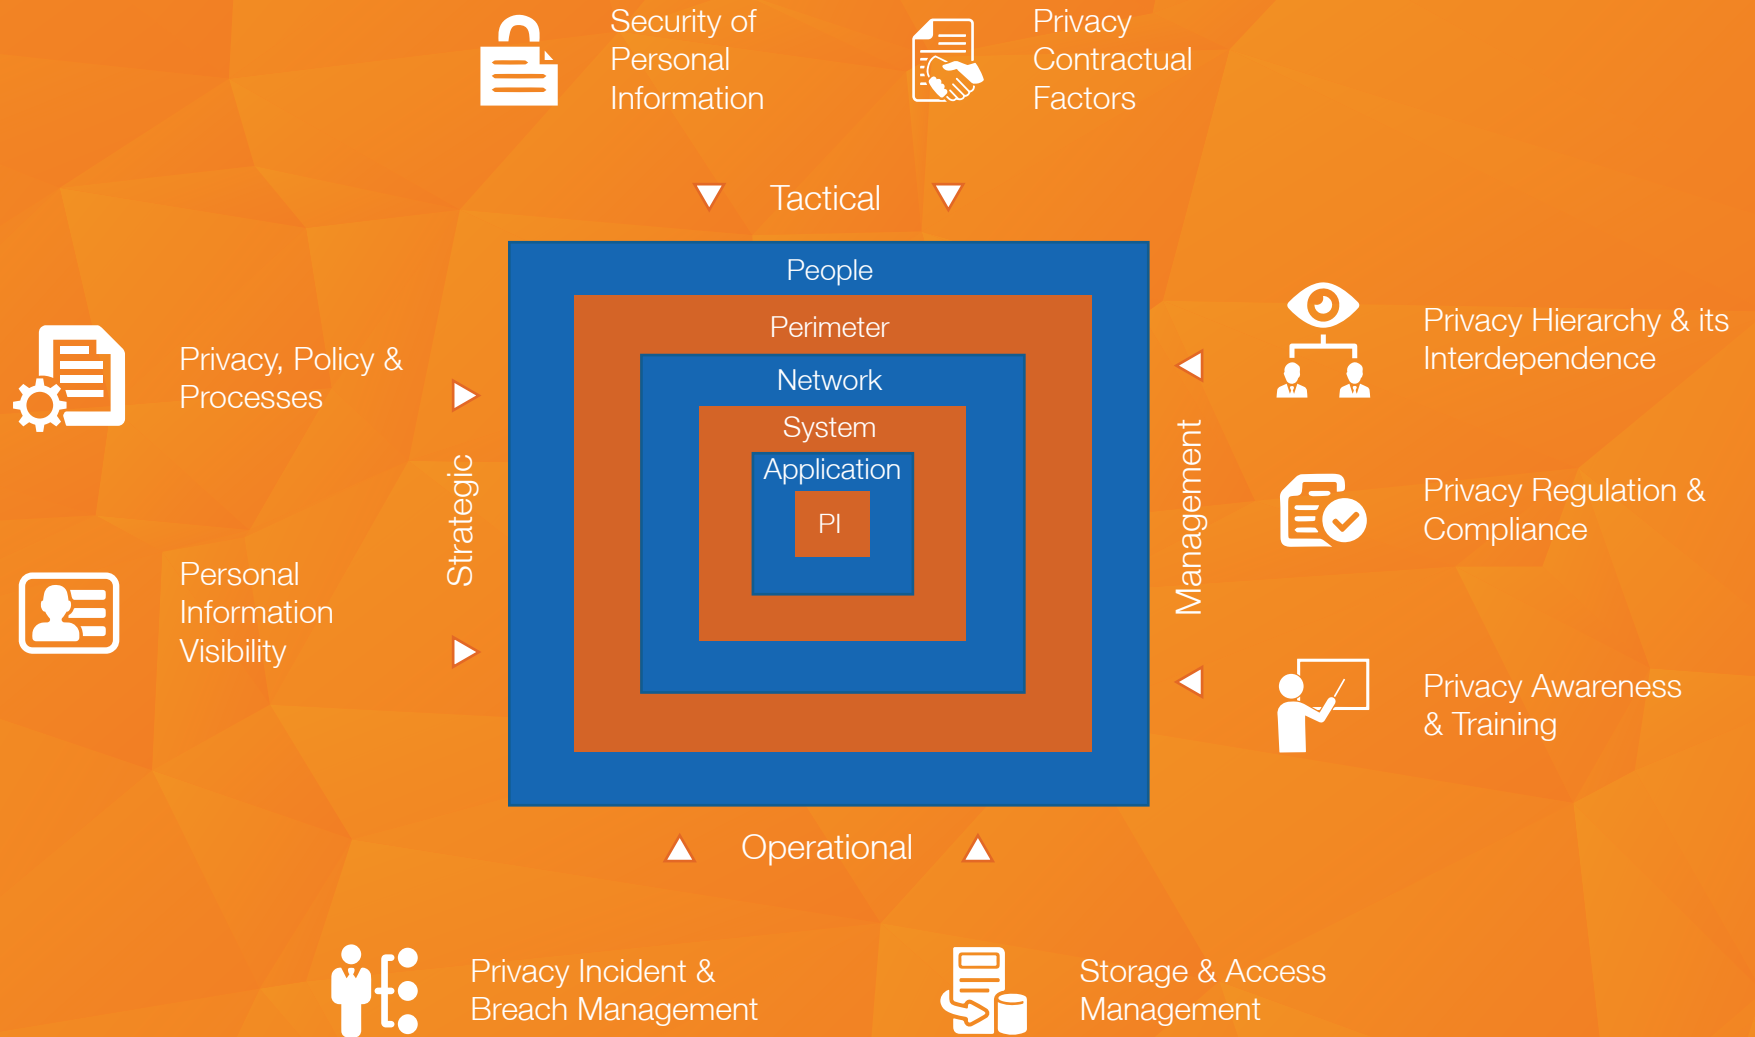 Security of
Personal
Information
Privacy
Contractual
Factors
Tactical
People
Perimeter
Network
System
Application
PI
Privacy, Policy &
Processes
Personal
Information
Visibility
Strategic
Management
Privacy Hierarchy & its
Interdependence
Privacy Regulation &
Compliance
Privacy Awareness
& Training
Operational
Privacy Incident &
Breach Management
Storage & Access
Management